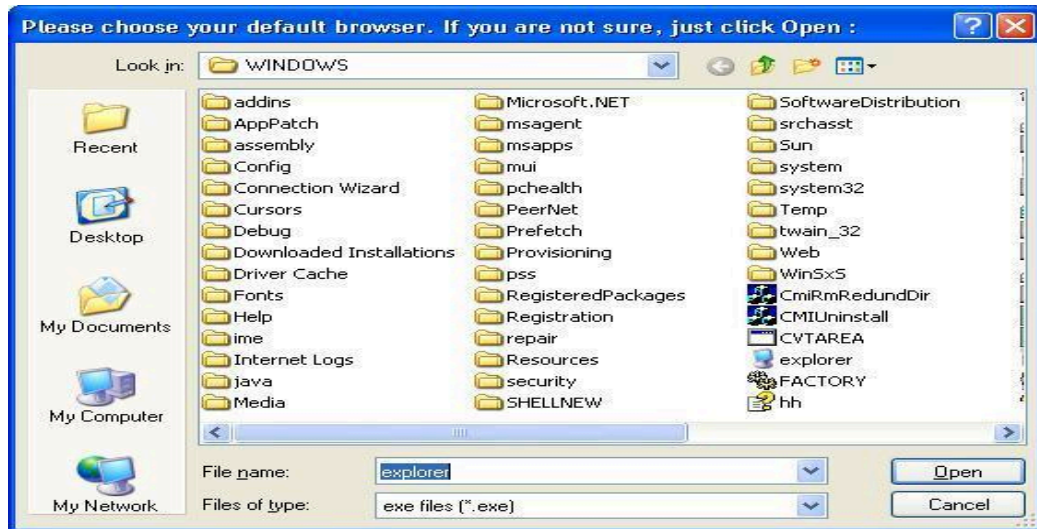 Please choose your default browser. If you are not sure, just click Open :
Look in: WINDOWS
Recent
Desktop
My Documents
My Computer
My Network
addins
AppPatch
assembly
Config
Connection Wizard
Cursors
Debug
Downloaded Installations
Driver Cache
Fonts
Help
ime
Internet Logs
java
Media
Microsoft.NET
msagent
msapps
mui
pchealth
PeerNet
Prefetch
Provisioning
pss
RegisteredPackages
Registration
repair
Resources
security
SHELLNEW
SoftwareDistribution
srchasst
Sun
system
system32
Temp
twain_32
Web
WinSxS
CmiRmRedundDir
CMIUninstall
CVTAREA
explorer
FACTORY
hh
File name: explorer Open
Files of type: exe files (*.exe) Cancel